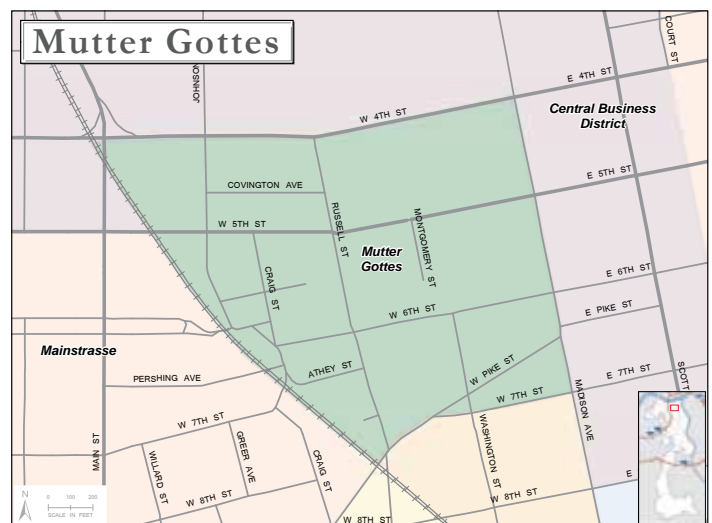 Mutter Gottes
COURT ST
JOHNSON
E 4TH ST
W 4TH ST
Central Business
District
E 5TH ST
COVINGTON AVE
W 5TH ST
RUSSELL ST
MONTGOMERY ST
Mutter
Gottes
CRAIG ST
E 6TH ST
W 6TH ST
E PIKE ST
Mainstrasse
ATHEY ST
W PIKE ST
E 7TH ST
SCOTT
PERSHING AVE
W 7TH ST
MADISON AVE
W 7TH ST
MAIN ST
WILLARD ST
GREER AVE
CRAIG ST
WASHINGTON ST
E
W 8TH ST
W 8TH ST
W 8TH ST
N
0 100 200
SCALE IN FEET